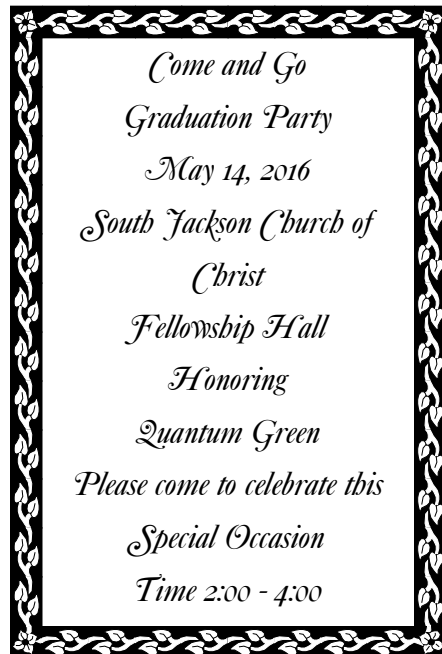 Come and Go
Graduation Party
May 14, 2016
South Jackson Church of
Christ
Fellowship Hall
Honoring
Quantum Green
Please come to celebrate this
Special Occasion
Time 2:00 - 4:00